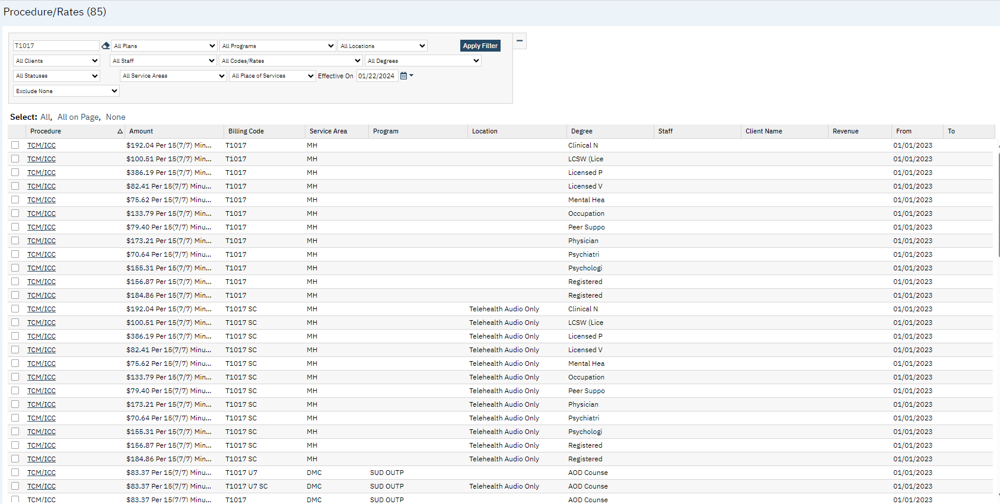 Procedure/Rates (85)
T1017 All Plans All Programs All Locations Apply Filter
All Clients All Staff All Codes/Rates All Degrees
All Statuses All Service Areas All Place of Services Effective On 01/22/2024
Exclude None
Select: All, All on Page, None
Procedure Amount Billing Code Service Area Program Location Degree Staff Client Name Revenue From To
TCM/ICC $192.04 Per 15(7/7) Min... T1017 MH Clinical N 01/01/2023
TCM/ICC $100.51 Per 15(7/7) Minu... T1017 MH LCSW (Lice 01/01/2023
TCM/ICC $386.19 Per 15(7/7) Min... T1017 MH Licensed P 01/01/2023
TCM/ICC $82.41 Per 15(7/7) Minu... T1017 MH Licensed V 01/01/2023
TCM/ICC $75.62 Per 15(7/7) Minu... T1017 MH Mental Hea 01/01/2023
TCM/ICC $133.79 Per 15(7/7) Min... T1017 MH Occupation 01/01/2023
TCM/ICC $79.40 Per 15(7/7) Minu... T1017 MH Peer Suppo 01/01/2023
TCM/ICC $173.21 Per 15(7/7) Minu... T1017 MH Physician 01/01/2023
TCM/ICC $70.64 Per 15(7/7) Minu... T1017 MH Psychiatri 01/01/2023
TCM/ICC $155.31 Per 15(7/7) Min... T1017 MH Psychologi 01/01/2023
TCM/ICC $156.87 Per 15(7/7) Min... T1017 MH Registered 01/01/2023
TCM/ICC $184.86 Per 15(7/7) Min... T1017 MH Registered 01/01/2023
TCM/ICC $192.04 Per 15(7/7) Min... T1017 SC MH Telehealth Audio Only Clinical N 01/01/2023
TCM/ICC $100.51 Per 15(7/7) Minu... T1017 SC MH Telehealth Audio Only LCSW (Lice 01/01/2023
TCM/ICC $386.19 Per 15(7/7) Min... T1017 SC MH Telehealth Audio Only Licensed P 01/01/2023
TCM/ICC $82.41 Per 15(7/7) Minu... T1017 SC MH Telehealth Audio Only Licensed V 01/01/2023
TCM/ICC $75.62 Per 15(7/7) Minu... T1017 SC MH Telehealth Audio Only Mental Hea 01/01/2023
TCM/ICC $133.79 Per 15(7/7) Min... T1017 SC MH Telehealth Audio Only Occupation 01/01/2023
TCM/ICC $79.40 Per 15(7/7) Minu... T1017 SC MH Telehealth Audio Only Peer Suppo 01/01/2023
TCM/ICC $173.21 Per 15(7/7) Minu... T1017 SC MH Telehealth Audio Only Physician 01/01/2023
TCM/ICC $70.64 Per 15(7/7) Minu... T1017 SC MH Telehealth Audio Only Psychiatri 01/01/2023
TCM/ICC $155.31 Per 15(7/7) Min... T1017 SC MH Telehealth Audio Only Psychologi 01/01/2023
TCM/ICC $156.87 Per 15(7/7) Min... T1017 SC MH Telehealth Audio Only Registered 01/01/2023
TCM/ICC $184.86 Per 15(7/7) Min... T1017 SC MH Telehealth Audio Only Registered 01/01/2023
TCM/ICC $83.37 Per 15(7/7) Minu... T1017 U7 DMC SUD OUTP AOD Counse 01/01/2023
TCM/ICC $83.37 Per 15(7/7) Minu... T1017 U7 SC DMC SUD OUTP Telehealth Audio Only AOD Counse 01/01/2023
TCM/ICC $83.37 Per 15(7/7) Minu... T1017 DMC SUD OUTP AOD Counse 01/01/2023